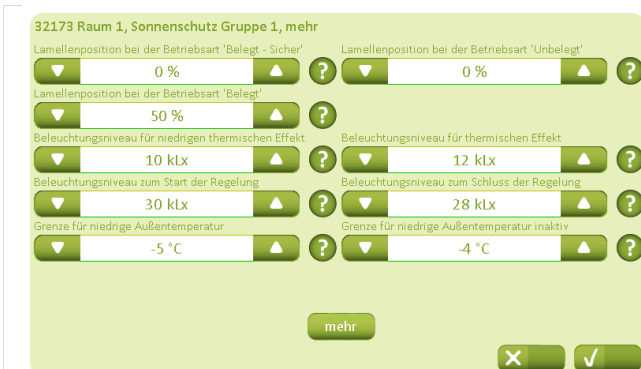 32173 Raum 1, Sonnenschutz Gruppe 1, mehr
Lamellenposition bei der Betriebsart 'Belegt - Sicher' Lamellenposition bei der Betriebsart 'Unbelegt'
0 % ? 0 % ?
Lamellenposition bei der Betriebsart 'Belegt'
50 % ?
Beleuchtungsniveau für niedrigen thermischen Effekt Beleuchtungsniveau für thermischen Effekt
10 kLx ? 12 kLx ?
Beleuchtungsniveau zum Start der Regelung Beleuchtungsniveau zum Schluss der Regelung
30 kLx ? 28 kLx ?
Grenze für niedrige Außentemperatur Grenze für niedrige Außentemperatur inaktiv
-5 °C ? -4 °C ?
mehr